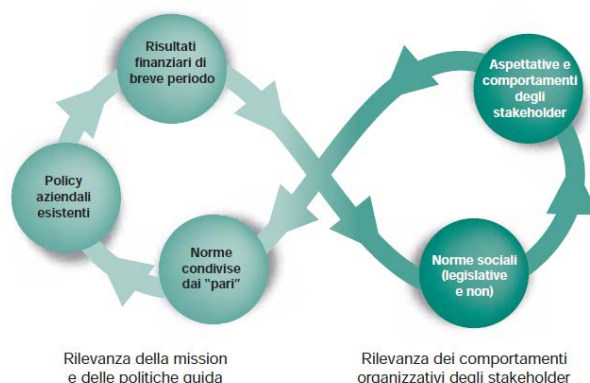 Risultati
finanziari di
breve periodo
Aspettative e
comportamenti
degli
stakeholder
Policy
aziendali
esistenti
Norme
condivise
dai "pari"
Norme sociali
(legislative
e non)
Rilevanza della mission
e delle politiche guida
Rilevanza dei comportamenti
organizzativi degli stakeholder